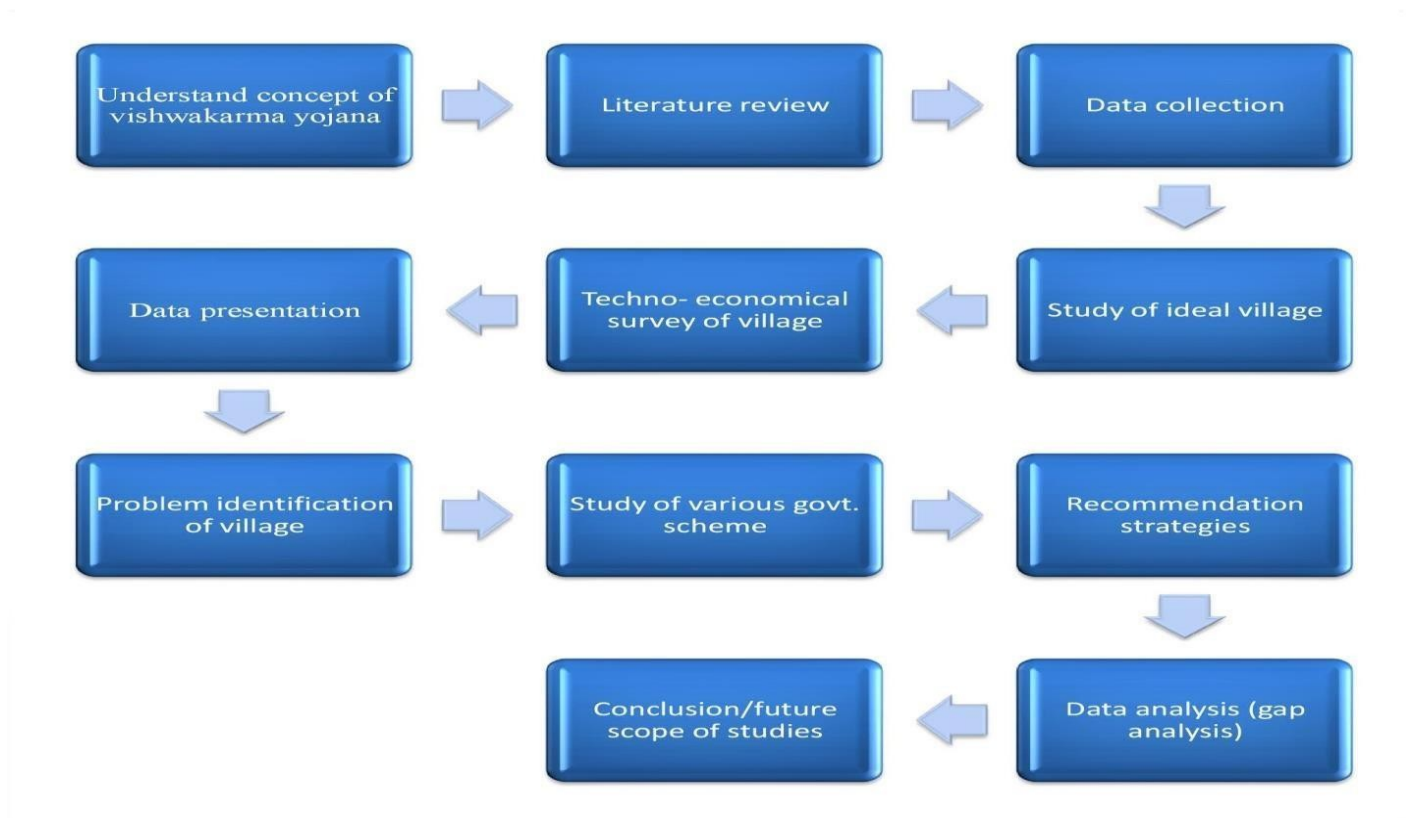 Understand concept of
vishwakarma yojana
Literature review
Data collection
Study of ideal village
Techno- economical
survey of village
Data presentation
Problem identification
of village
Study of various govt.
scheme
Recommendation
strategies
Data analysis (gap
analysis)
Conclusion/future
scope of studies